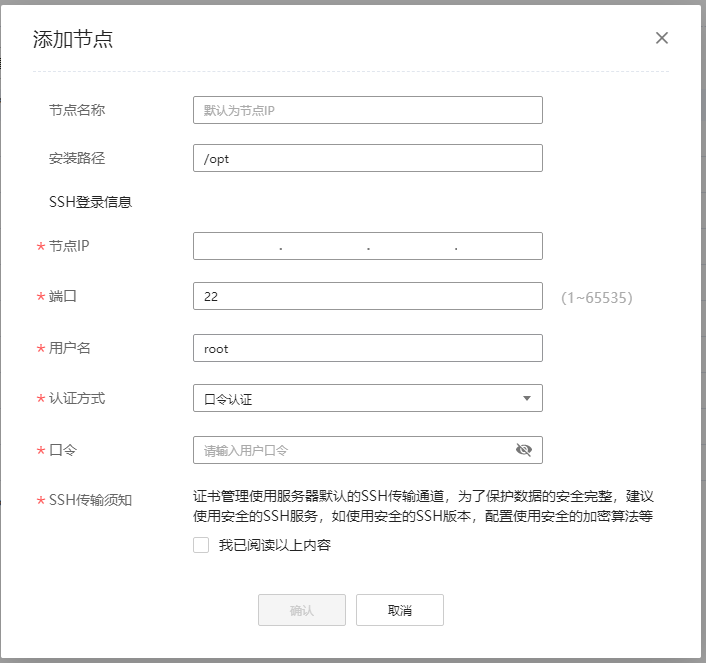 添加节点
节点名称 默认为节点IP
安装路径 /opt
SSH登录信息
* 节点IP . . .
* 端口 22 (1~65535)
* 用户名 root
* 认证方式 口令认证
* 口令 请输入用户口令
* SSH传输须知 证书管理使用服务器默认的SSH传输通道，为了保护数据的安全完整，建议
使用安全的SSH服务，如使用安全的SSH版本，配置使用安全的加密算法等
我已阅读以上内容
确认 取消